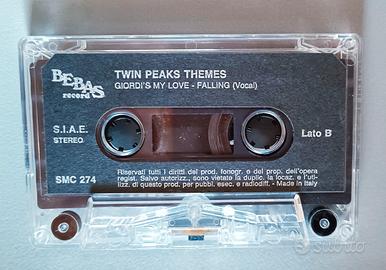 BEBAS
record
TWIN PEAKS THEMES
GIORDI'S MY LOVE - FALLING (Vocal)
S.I.A.E.
STEREO
Lato B
SMC 274
Riservati tutti i diritti del prod. fonogr. e del prop. dell'opera
regist. Salvo autorizz., sono vietate la duplic. la locaz. e l'uti-
lizz. di questo prod. per pubbl. esec. e radiodiff. - Made in Italy
subito